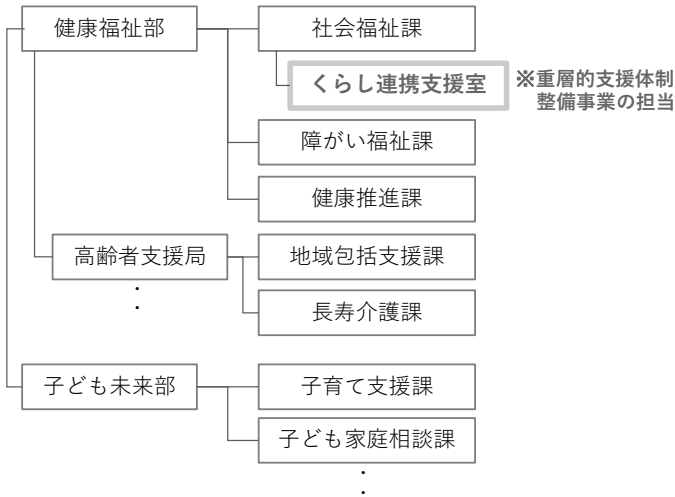 健康福祉部
社会福祉課
くらし連携支援室
※重層的支援体制
整備事業の担当
障がい福祉課
健康推進課
高齢者支援局
地域包括支援課
：
長寿介護課
子ども未来部
子育て支援課
子ども家庭相談課
：